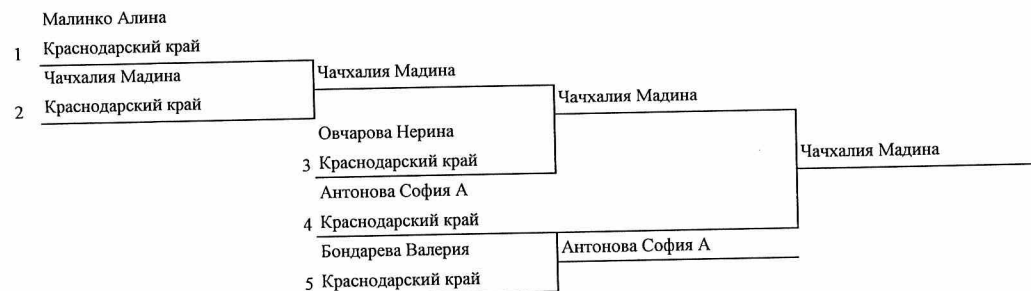 Малинко Алина
1 Краснодарский край
Чачхалия Мадина
2 Краснодарский край
Чачхалия Мадина
Овчарова Нерина
3 Краснодарский край
Чачхалия Мадина
Антонова София А
4 Краснодарский край
Чачхалия Мадина
Бондарева Валерия
5 Краснодарский край
Антонова София А